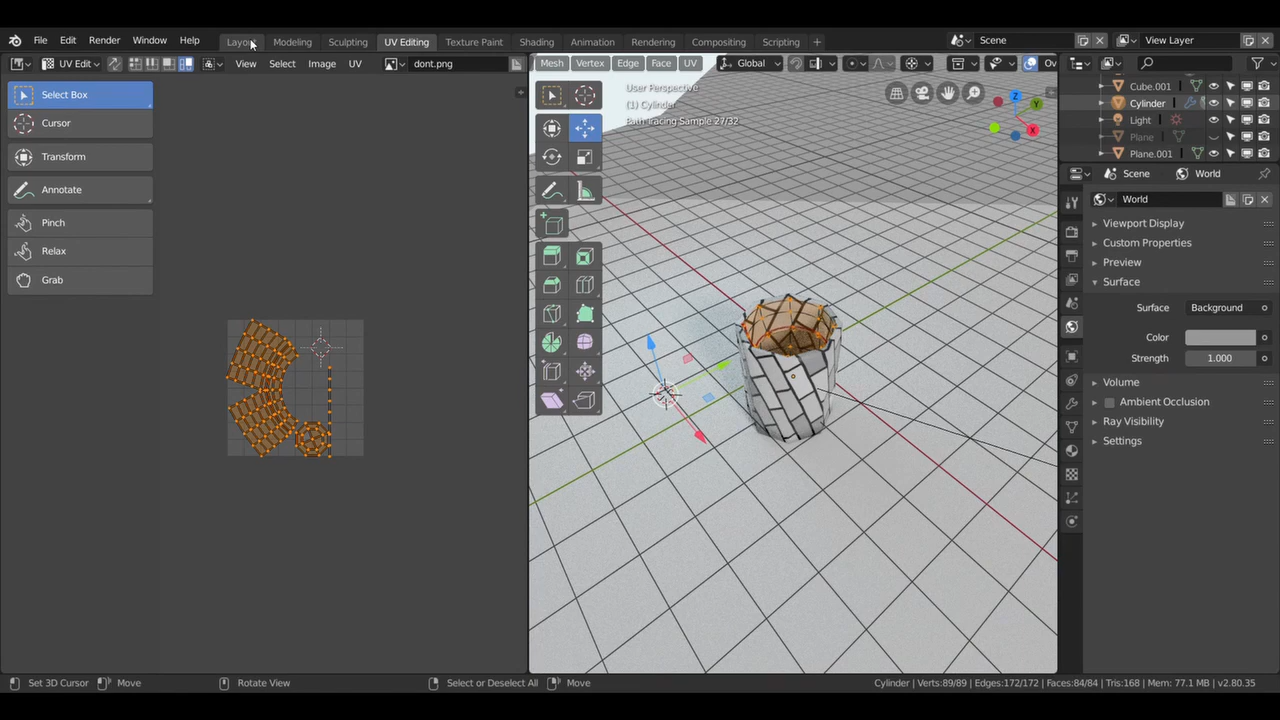 File Edit Render Window Help Layout Modeling Sculpting UV Editing Texture Paint Shading Animation Rendering Compositing Scripting + Scene View Layer
UV Edit View Select Image UV dont.png Mesh Vertex Edge Face UV Global Ov
Select Box
Cursor
Transform
Annotate
Pinch
Relax
Grab
User Perspective
(1) Cylinder
Path Tracing Sample 27/32
Z
Y
X
Cube.001
Cylinder
Light
Plane
Plane.001
Scene World
World
Viewport Display
Custom Properties
Preview
Surface
Surface Background
Color
Strength 1.000
Volume
Ambient Occlusion
Ray Visibility
Settings
Set 3D Cursor Move Rotate View Select or Deselect All Move Cylinder | Verts:89/89 | Edges:172/172 | Faces:84/84 | Tris:168 | Mem: 77.1 MB | v2.80.35